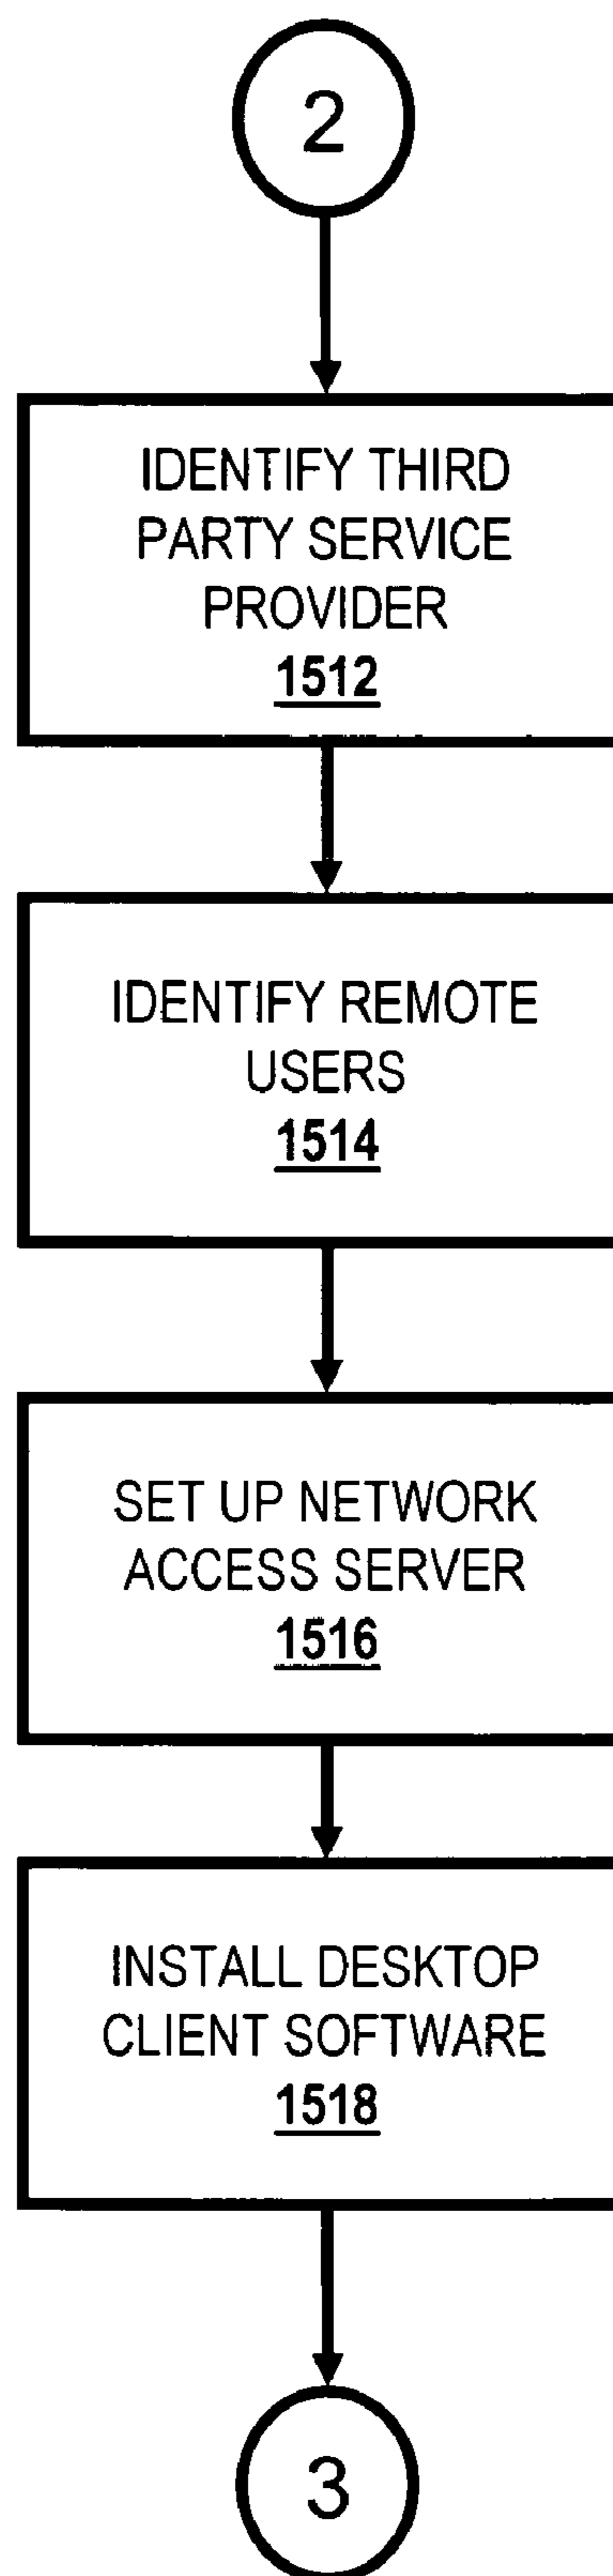 2
IDENTIFY THIRD
PARTY SERVICE
PROVIDER
1512
IDENTIFY REMOTE
USERS
1514
SET UP NETWORK
ACCESS SERVER
1516
INSTALL DESKTOP
CLIENT SOFTWARE
1518
3